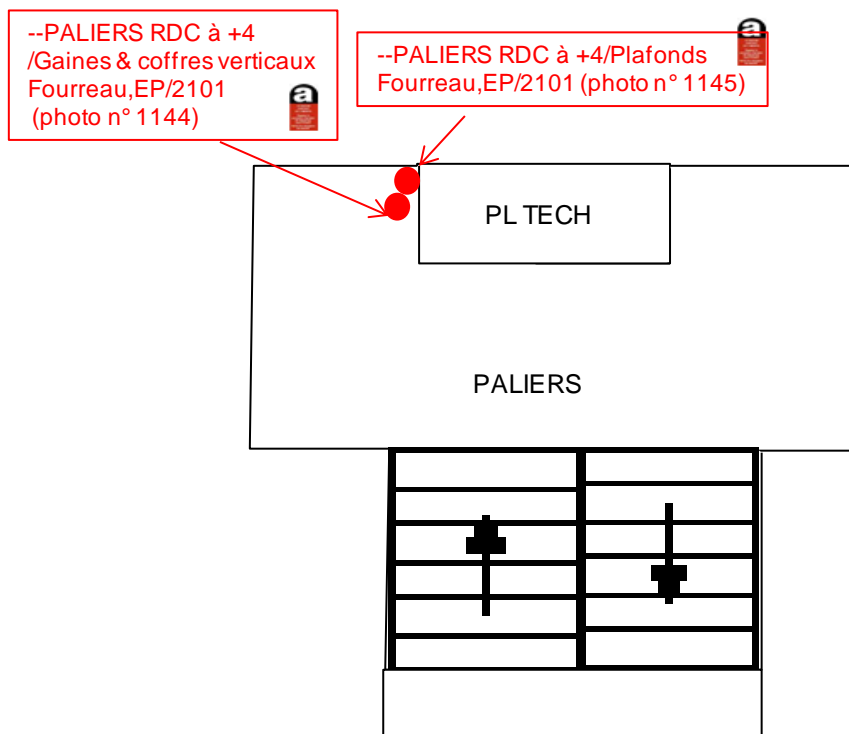 --PALIERS RDC à +4
/Gaines & coffres verticaux
Fourreau,EP/2101
(photo n° 1144)
a
--PALIERS RDC à +4/Plafonds
Fourreau,EP/2101 (photo n° 1145)
a
PL TECH
PALIERS